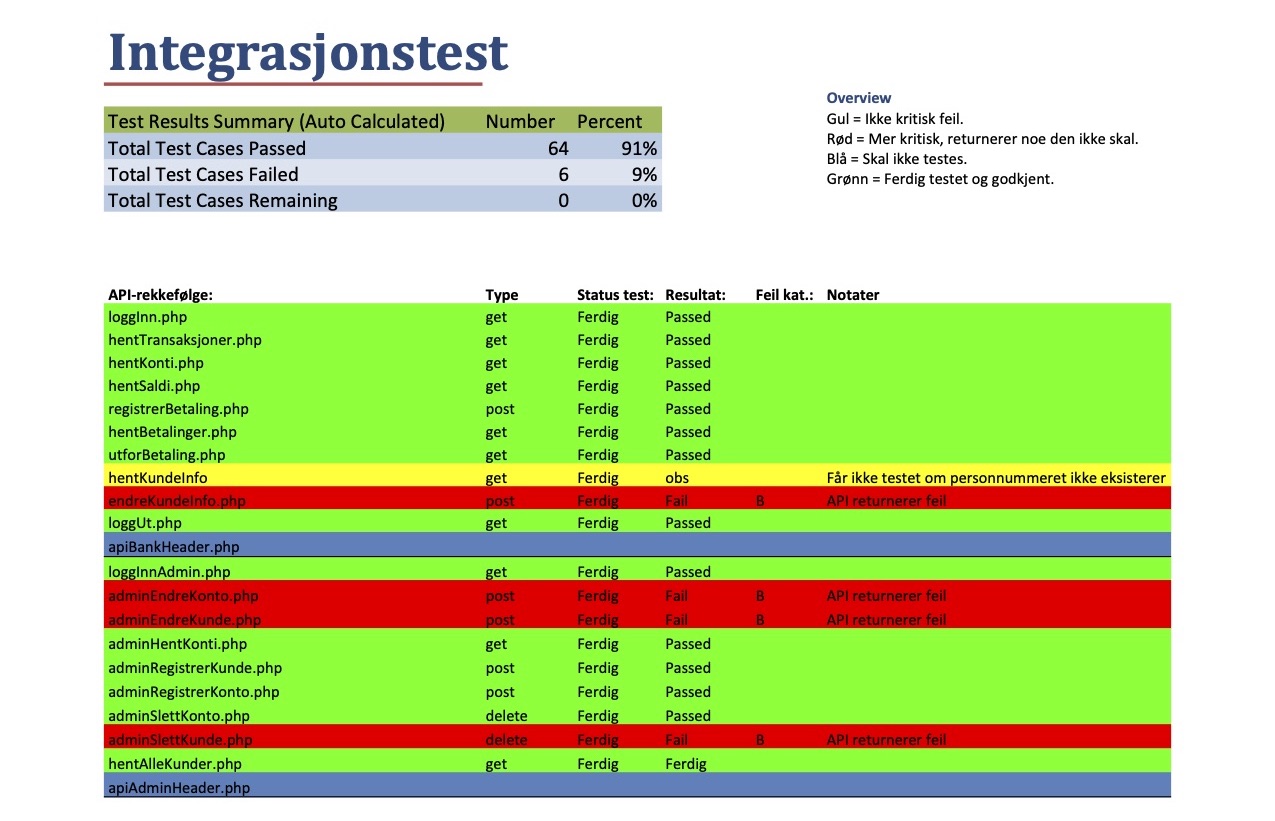 Integrasjonstest
Overview
Gul = Ikke kritisk feil.
Rød = Mer kritisk, returnerer noe den ikke skal.
Blå = Skal ikke testes.
Grønn = Ferdig testet og godkjent.
Test Results Summary (Auto Calculated) Number Percent
Total Test Cases Passed 64 91%
Total Test Cases Failed 6 9%
Total Test Cases Remaining 0 0%
API-rekkefølge: Type Status test: Resultat: Feil kat.: Notater
loggInn.php get Ferdig Passed
hentTransaksjoner.php get Ferdig Passed
hentKonti.php get Ferdig Passed
hentSaldi.php get Ferdig Passed
registrerBetaling.php post Ferdig Passed
hentBetalinger.php get Ferdig Passed
utforBetaling.php get Ferdig Passed
hentKundeInfo get Ferdig obs Får ikke testet om personnummeret ikke eksisterer
endreKundeInfo.php post Ferdig Fail B API returnerer feil
loggUt.php get Ferdig Passed
apiBankHeader.php
loggInnAdmin.php get Ferdig Passed
adminEndreKonto.php post Ferdig Fail B API returnerer feil
adminEndreKunde.php post Ferdig Fail B API returnerer feil
adminHentKonti.php get Ferdig Passed
adminRegistrerKunde.php post Ferdig Passed
adminRegistrerKonto.php post Ferdig Passed
adminSlettKonto.php delete Ferdig Passed
adminSlettKunde.php delete Ferdig Fail B API returnerer feil
hentAlleKunder.php get Ferdig Ferdig
apiAdminHeader.php